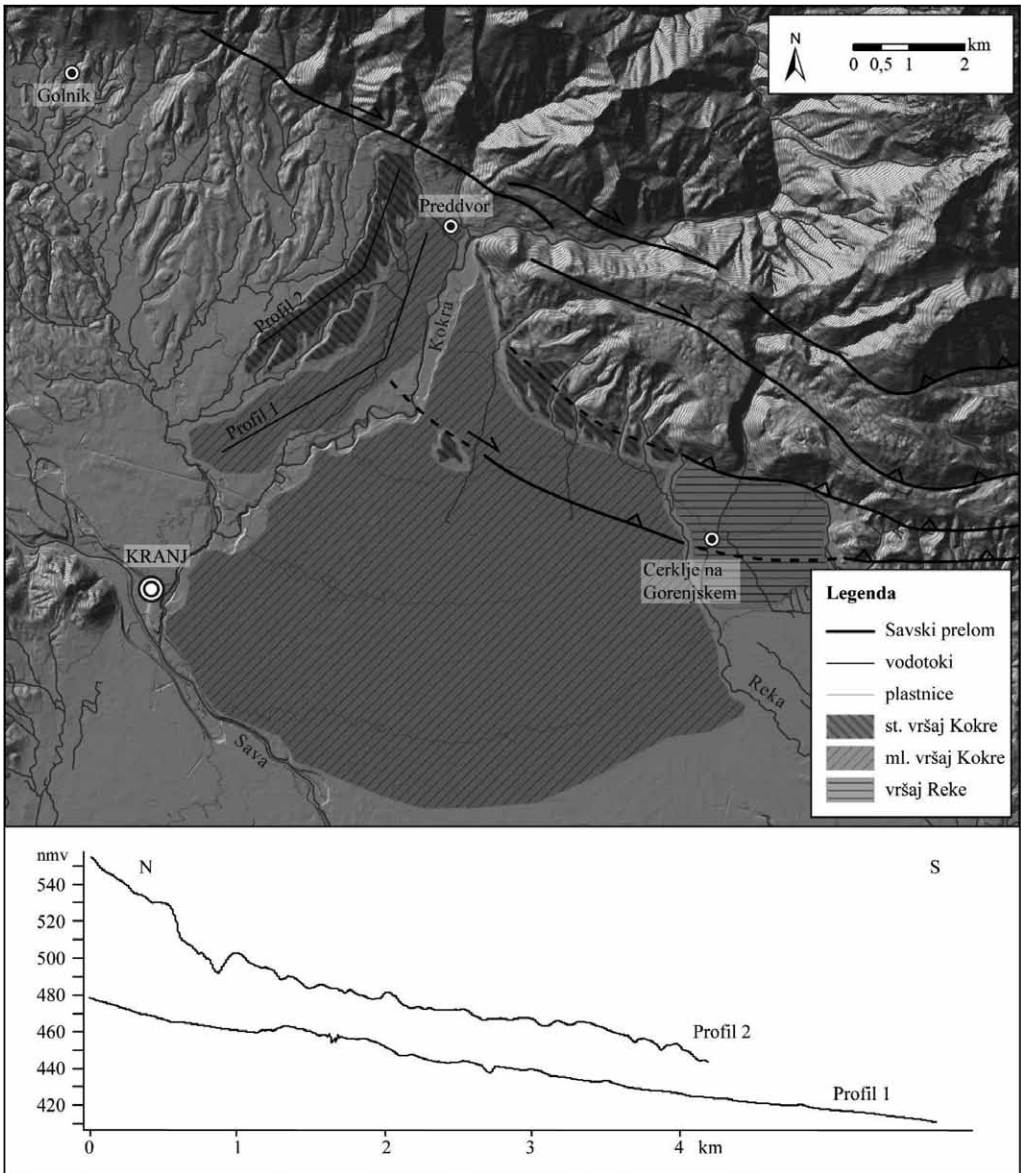 N
km
0 0,5 1 2
Golnik
Preddvor
Kokra
Profil 2
Profil 1
KRANJ
Cerklje na
Gorenjskem
Reka
Sava
Legenda
Savski prelom
vodotoki
plastnice
st. vršaj Kokre
ml. vršaj Kokre
vršaj Reke
nmv
N
S
540
520
500
480
460
440
420
Profil 2
Profil 1
0 1 2 3 4 km